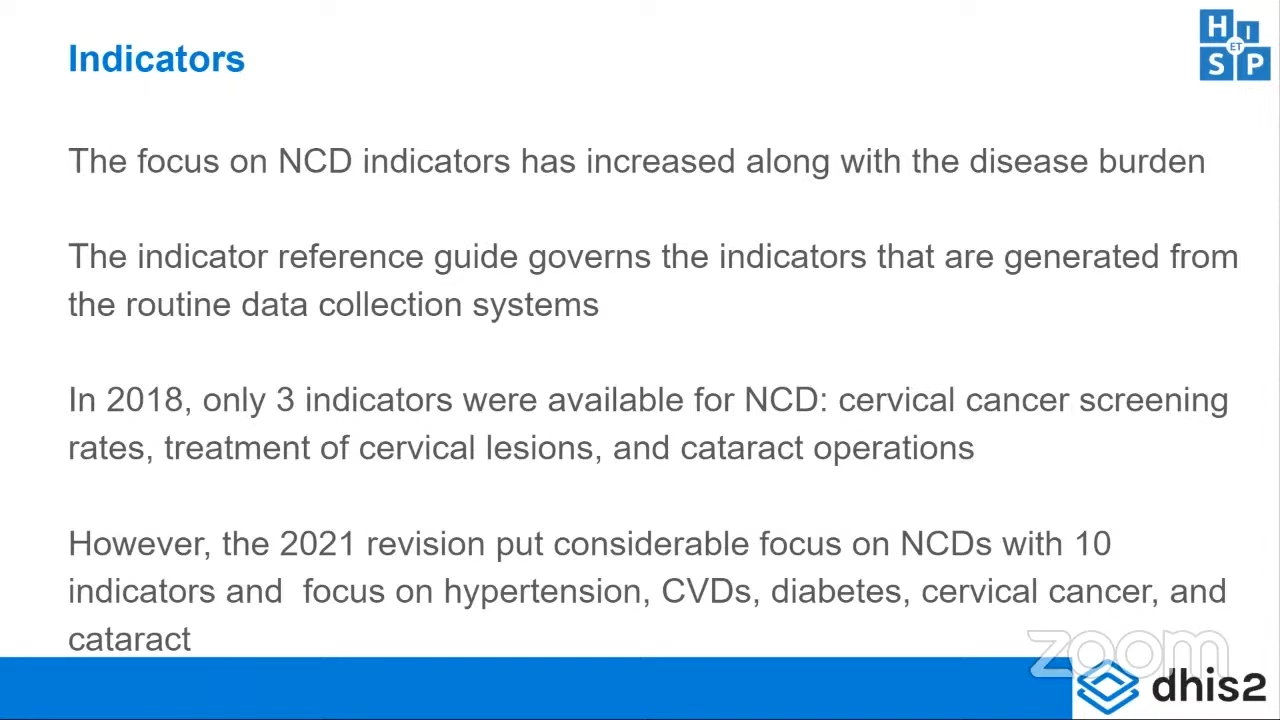 Indicators
H I
ET
S P
The focus on NCD indicators has increased along with the disease burden
The indicator reference guide governs the indicators that are generated from
the routine data collection systems
In 2018, only 3 indicators were available for NCD: cervical cancer screening
rates, treatment of cervical lesions, and cataract operations
However, the 2021 revision put considerable focus on NCDs with 10
indicators and  focus on hypertension, CVDs, diabetes, cervical cancer, and
cataract
zoom
dhis2